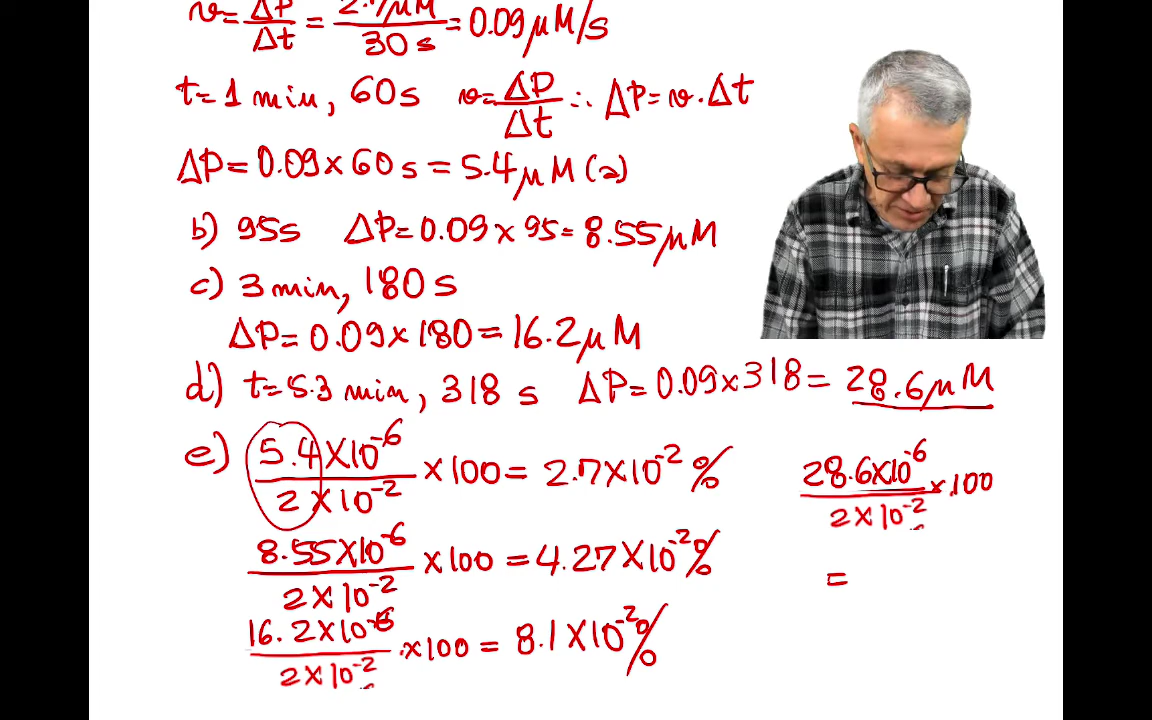 v = ΔP/Δt = 2.7μM/30 s = 0.09 μM/s
t = 1 min, 60s v = ΔP/Δt ∴ ΔP = v . Δt
ΔP = 0.09 × 60 s = 5.4 μM (a)
b) 95s ΔP = 0.09 × 95 = 8.55 μM
c) 3 min, 180 s
ΔP = 0.09 × 180 = 16.2 μM
d) t = 5.3 min, 318 s ΔP = 0.09 × 318 = 28.6 μM
e) 5.4 × 10^-6 / 2 × 10^-2 × 100 = 2.7 × 10^-2 %
8.55 × 10^-6 / 2 × 10^-2 × 100 = 4.27 × 10^-2 %
16.2 × 10^-6 / 2 × 10^-2 × 100 = 8.1 × 10^-2 %
28.6 × 10^-6 / 2 × 10^-2 × 100
=